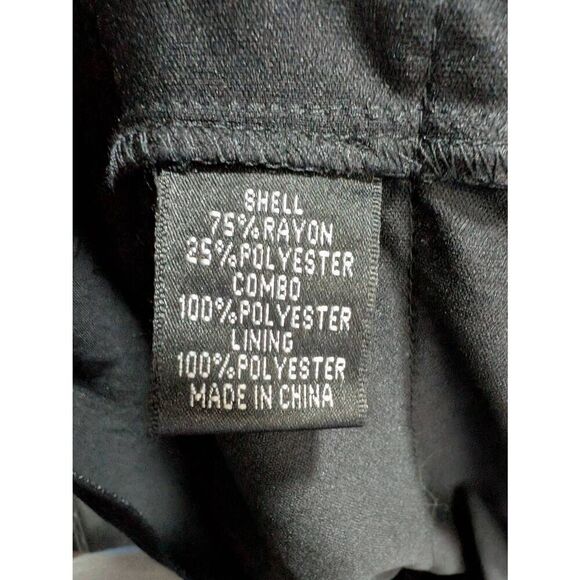 SHELL
75%RAYON
25%POLYESTER
COMBO
100%POLYESTER
LINING
100%POLYESTER
MADE IN CHINA